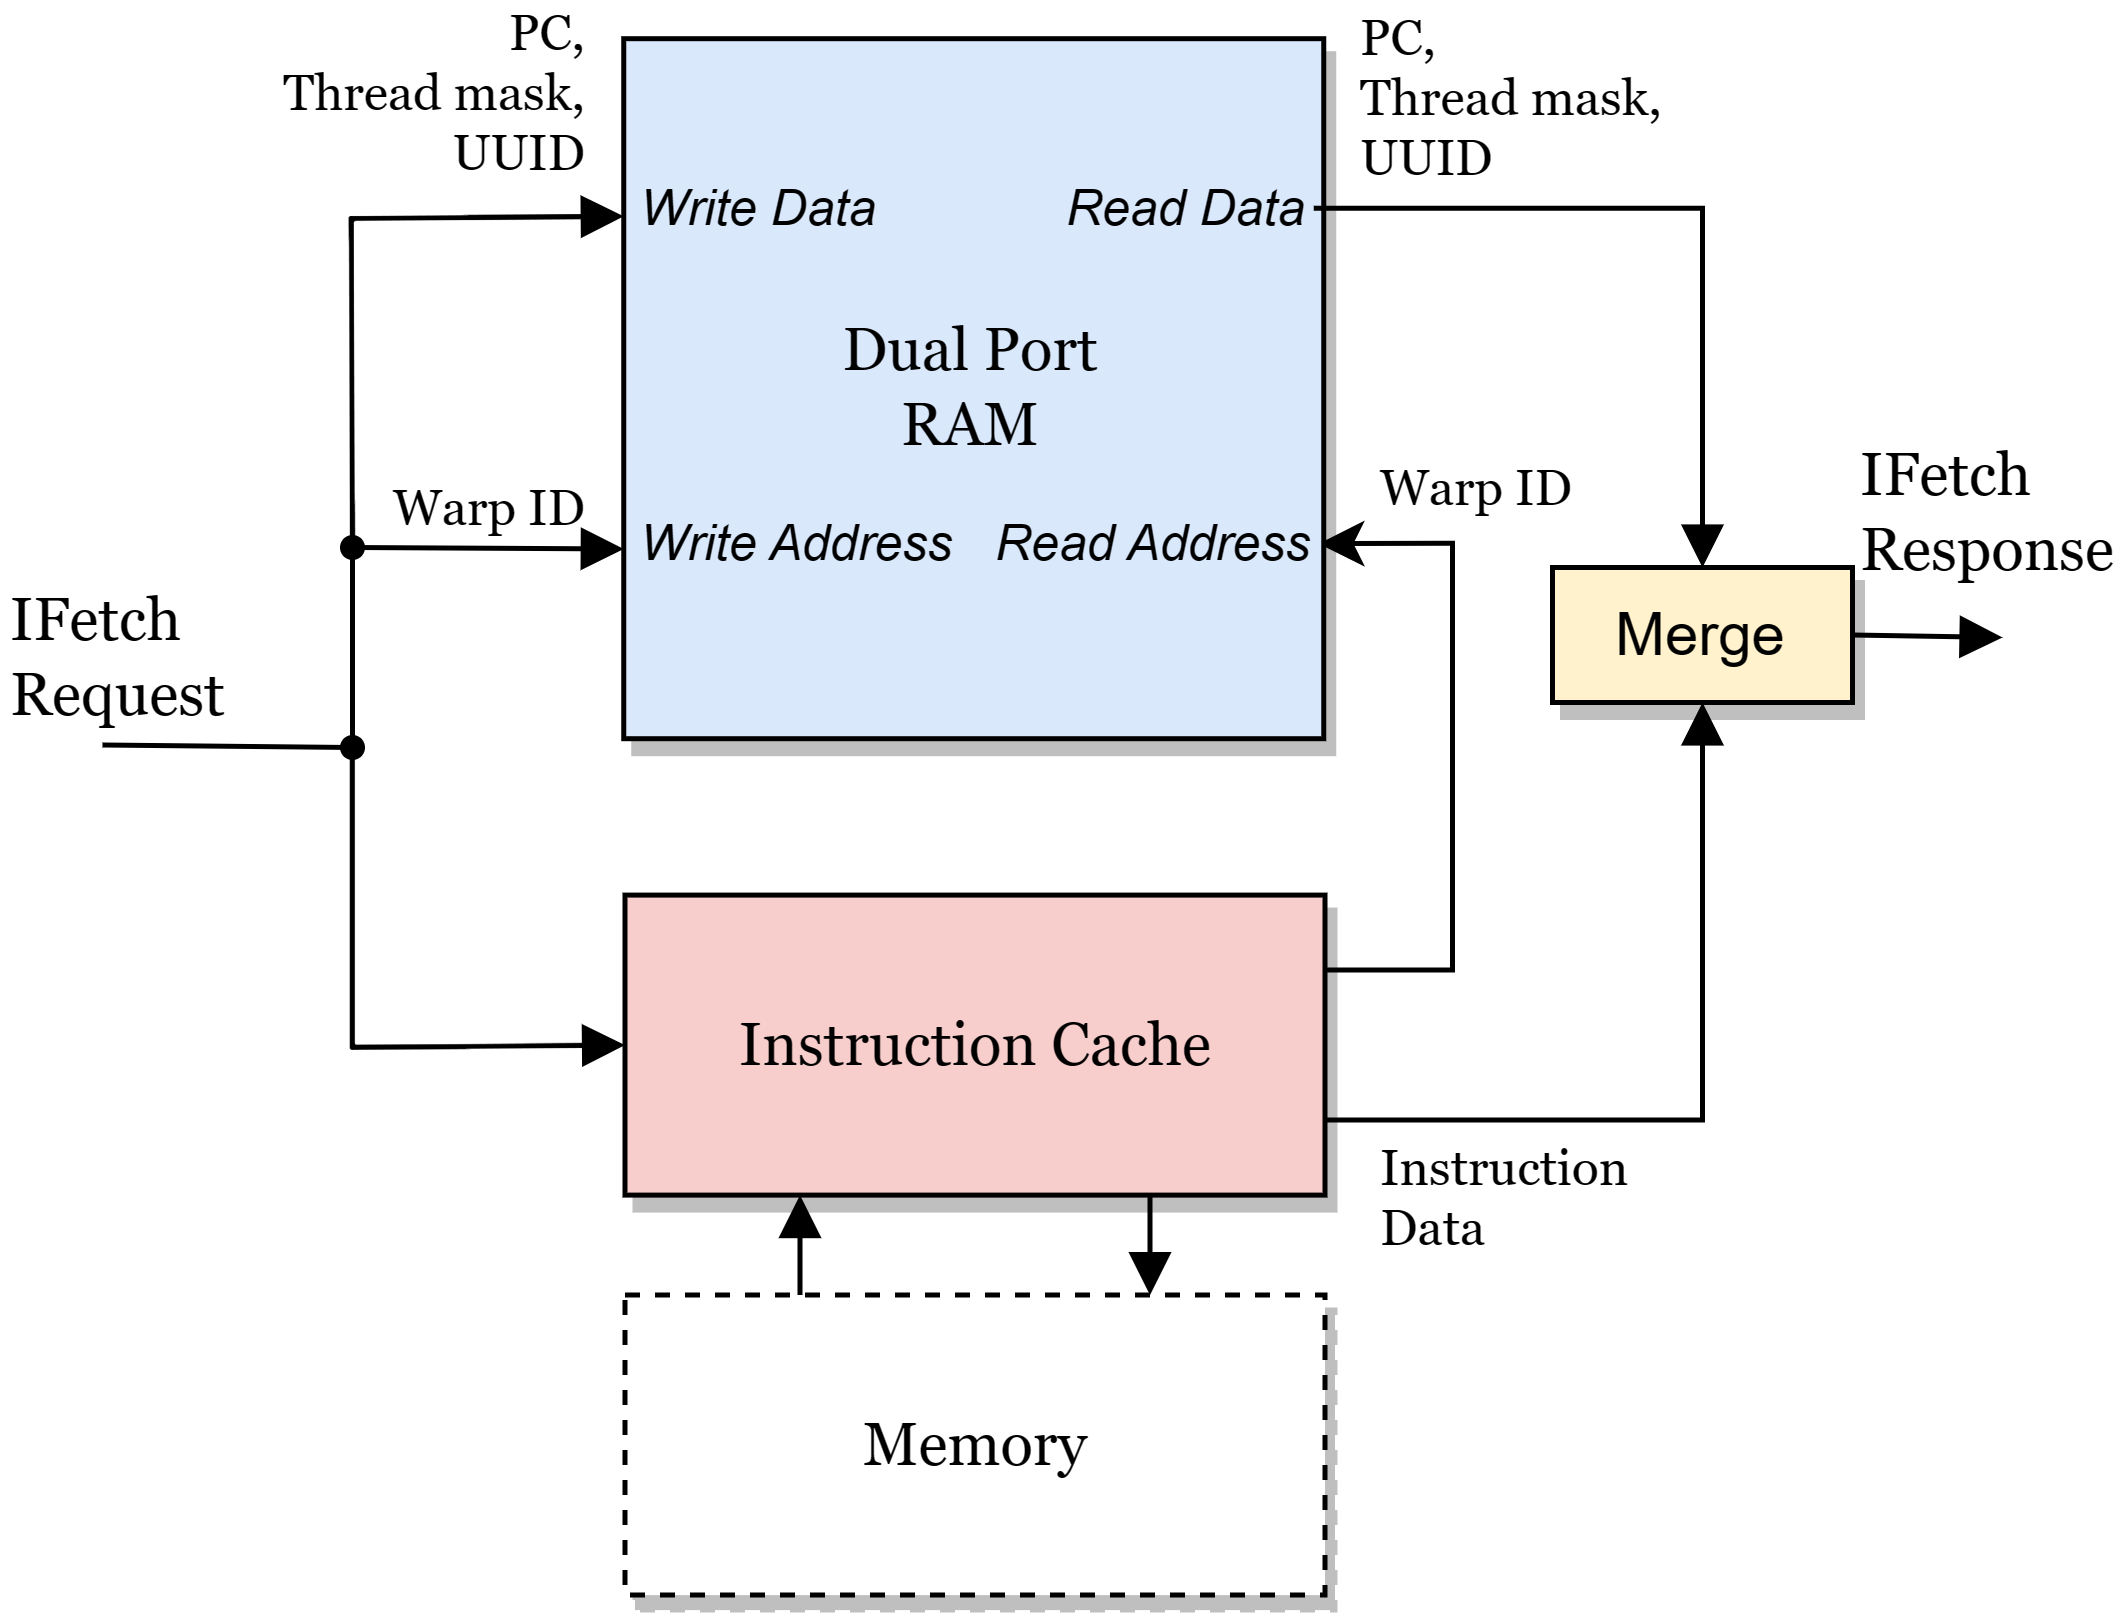 PC,
Thread mask,
UUID
PC,
Thread mask,
UUID
Write Data
Read Data
Dual Port
RAM
Warp ID
Write Address
Read Address
Warp ID
IFetch
Response
IFetch
Request
Merge
Instruction Cache
Instruction
Data
Memory